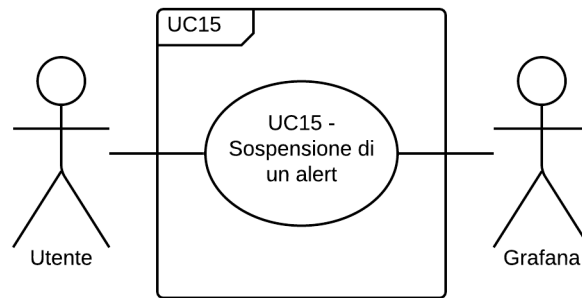 UC15
UC15 -
Sospensione di
un alert
Utente
Grafana